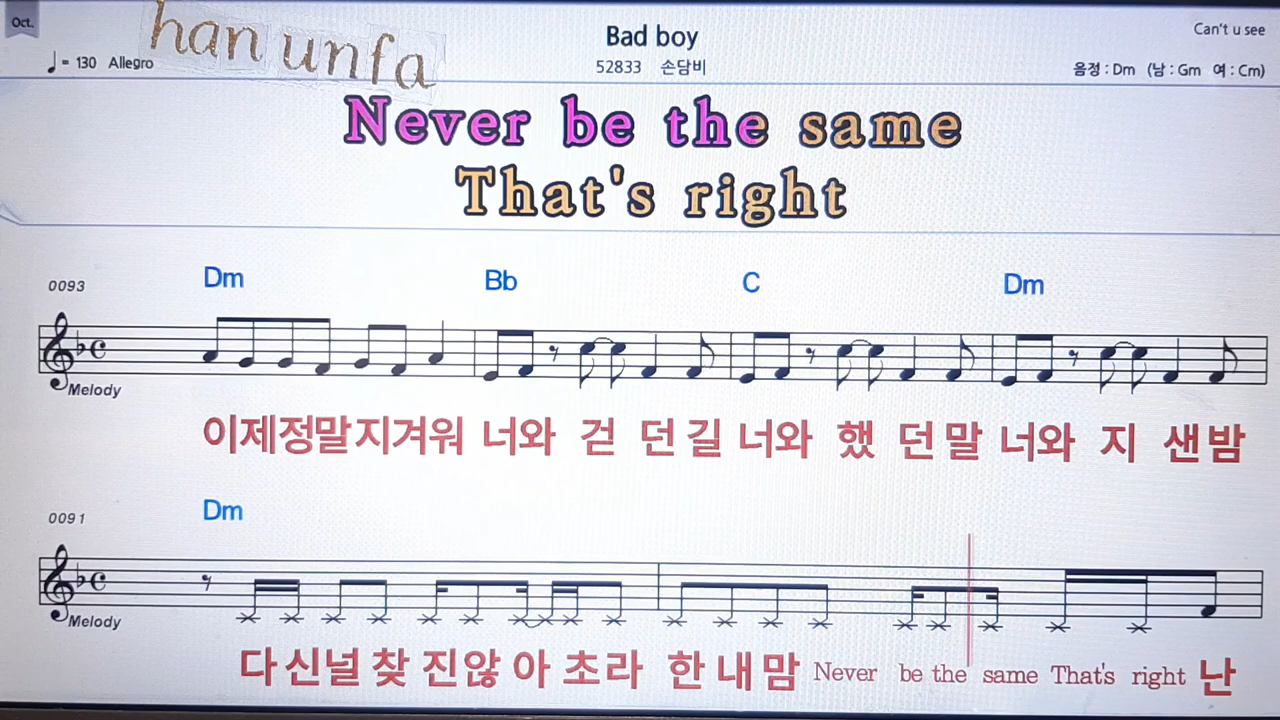 Oct.
han unfa
Bad boy
Can't u see
♩ = 130 Allegro
52833 손담비
음정 : Dm (남 : Gm 여 : Cm)
Never be the same
That's right
0093
Dm Bb C Dm
Melody
이제정말지겨워 너와 걷 던 길 너와 했 던 말 너와 지 샌 밤
0091
Dm
Melody
다신널 찾 진않 아 초라 한 내 맘 Never be the same That's right 난